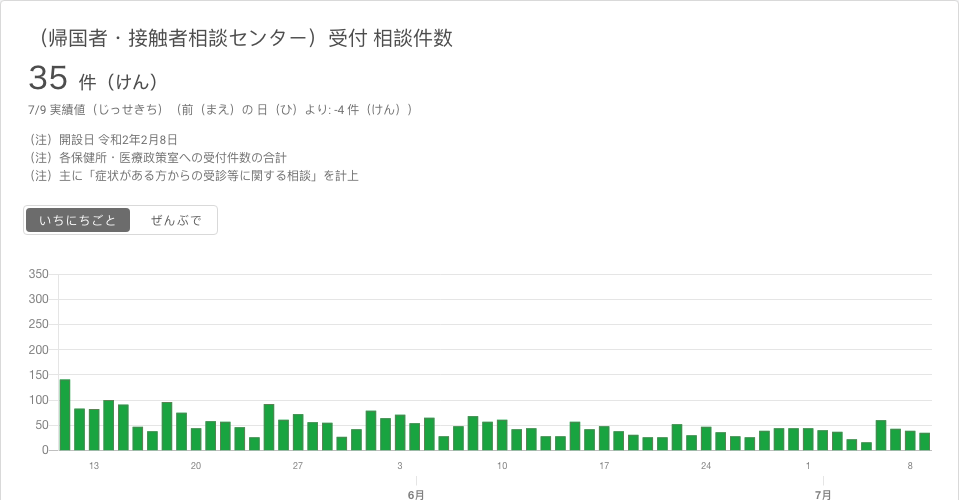 （帰国者・接触者相談センター）受付 相談件数
35 件（けん）
7/9 実績値（じっせきち）（前（まえ）の 日（ひ）より: -4 件（けん））
（注）開設日 令和2年2月8日
（注）各保健所・医療政策室への受付件数の合計
（注）主に「症状がある方からの受診等に関する相談」を計上
いちにちごと ぜんぶで
350
300
250
200
150
100
50
0
13 20 27 3 10 17 24 1 8
6月 7月